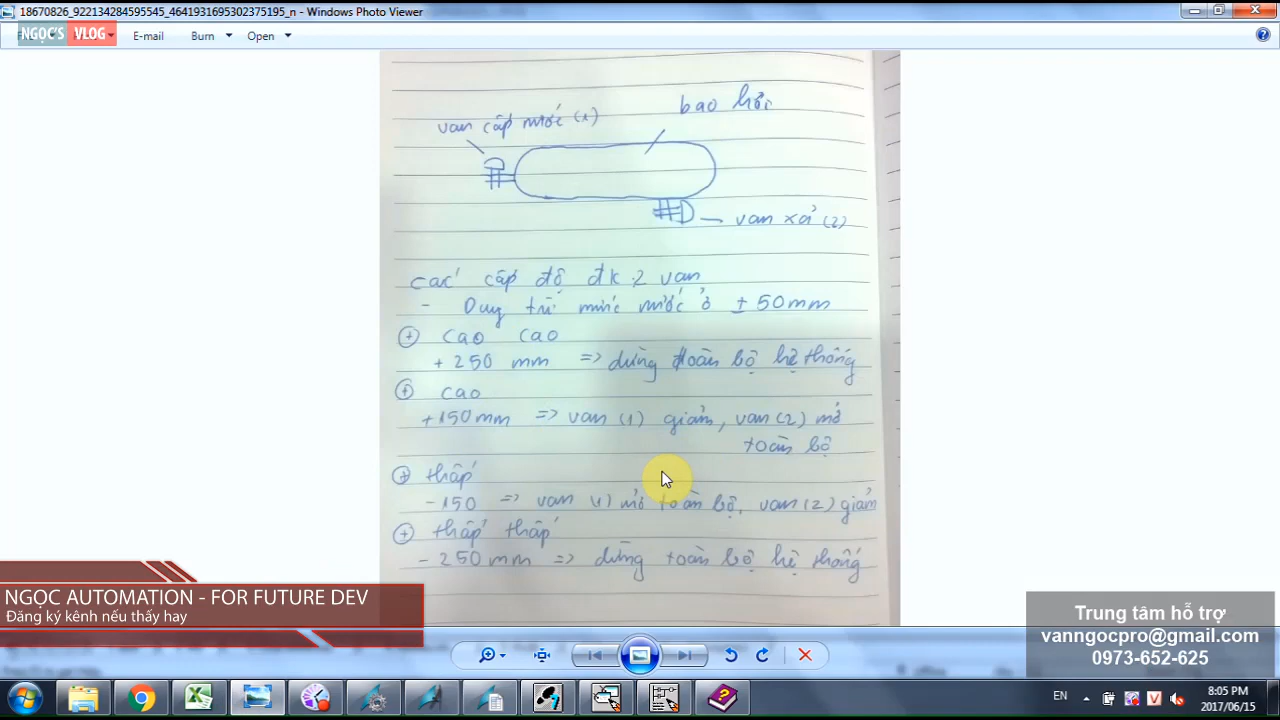 18670826_922134284595545_4641931695302375195_n - Windows Photo Viewer
NGỌC'S VLOG
E-mail Burn Open
van cấp nước (1)
bao hơi
van xả (2)
các cấp độ đk 2 van
- Duy trì mức nước ở ± 50mm
+ cao cao
+ 250 mm => dừng toàn bộ hệ thống
+ cao
+150mm => van (1) giảm, van (2) mở
toàn bộ
+ thấp
- 150 => van (1) mở toàn bộ, van (2) giảm
+ thấp thấp
- 250 mm => dừng toàn bộ hệ thống
NGỌC AUTOMATION - FOR FUTURE DEV
Đăng ký kênh nếu thấy hay
Trung tâm hỗ trợ
vanngocpro@gmail.com
0973-652-625
EN
8:05 PM
2017/06/15